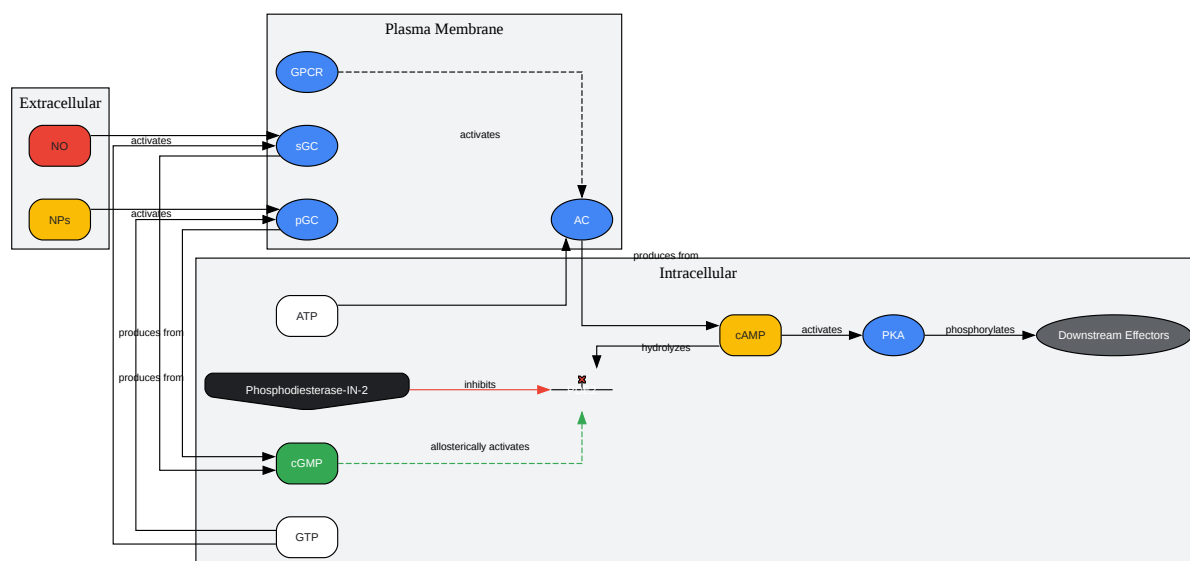 Plasma Membrane
GPCR
Extracellular
NO
activates
activates
sGC
NPs
activates
pGC
AC
produces from
Intracellular
ATP
cAMP
activates
PKA
phosphorylates
Downstream Effectors
produces from
hydrolyzes
produces from
Phosphodiesterase-IN-2
inhibits
allosterically activates
cGMP
GTP